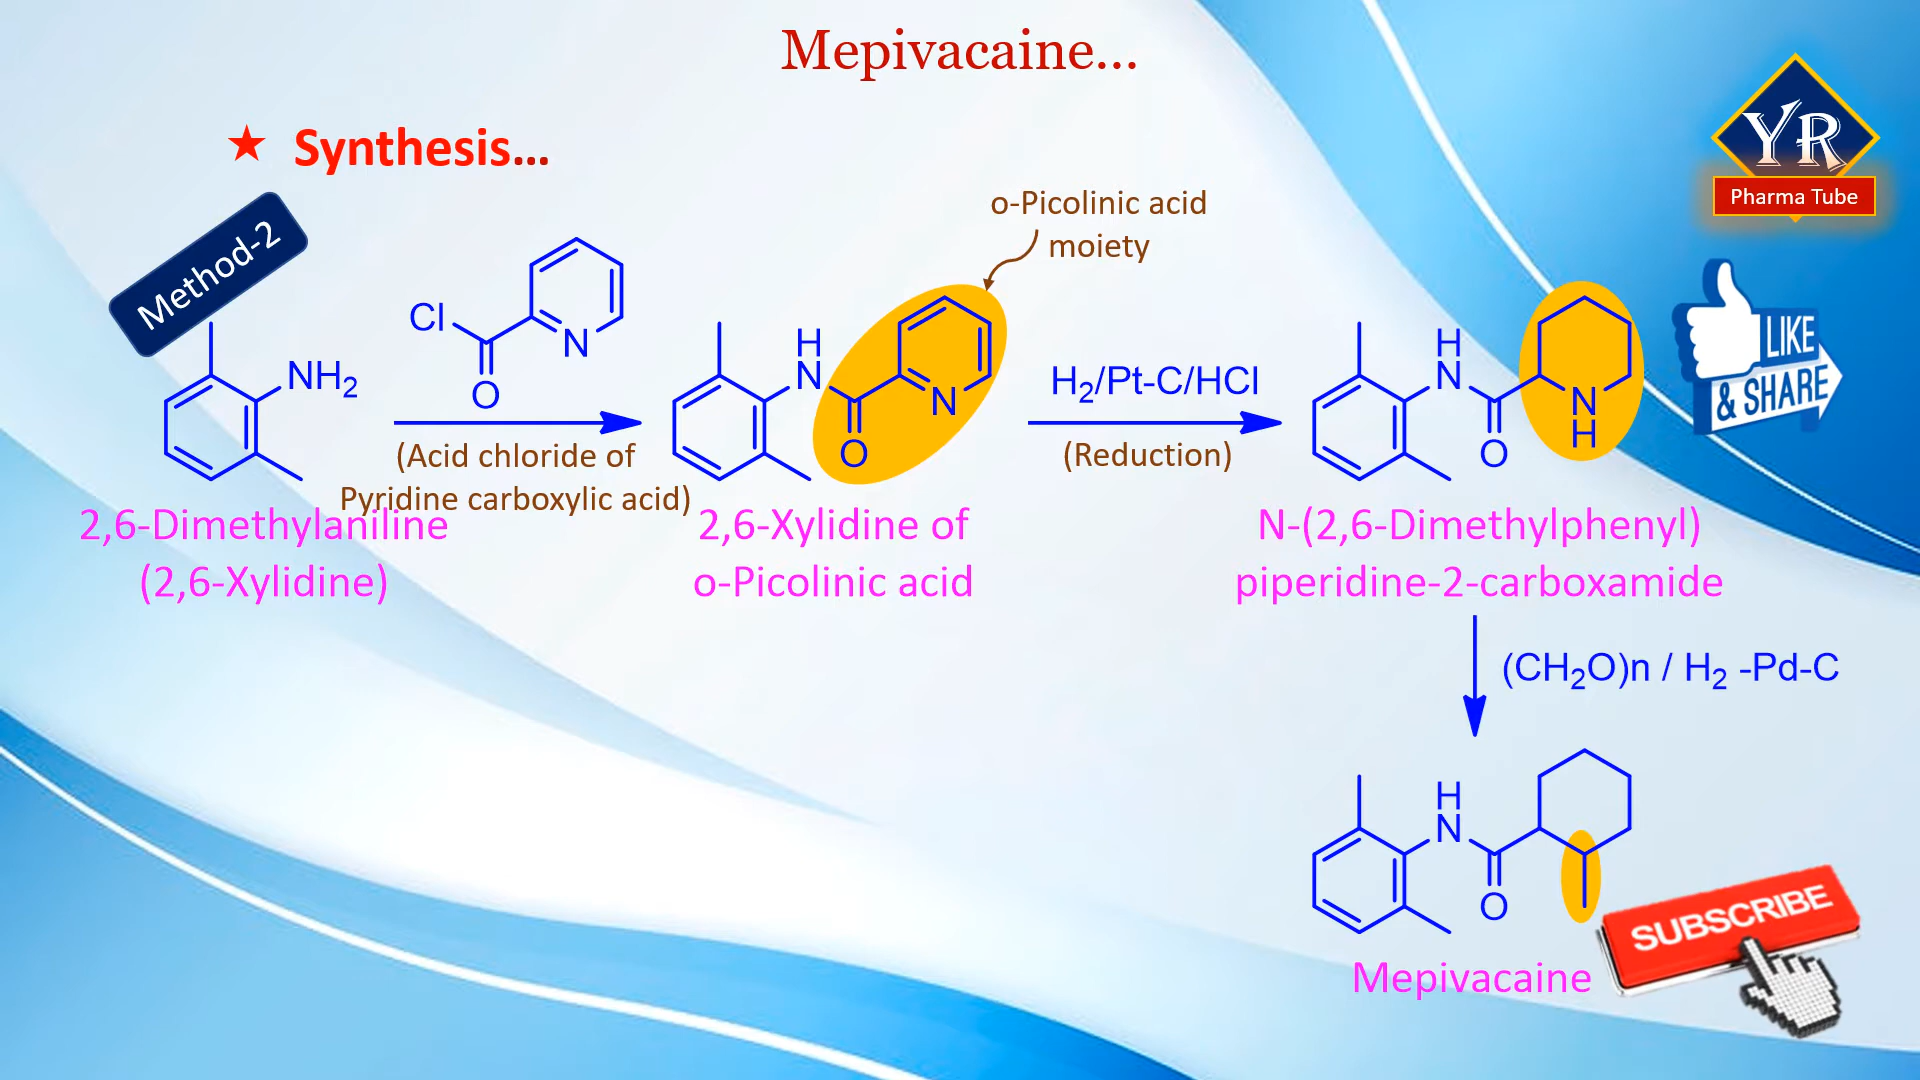 Mepivacaine...
★ Synthesis...
Method-2
YR
Pharma Tube
o-Picolinic acid
moiety
Cl
O
N
NH₂
(Acid chloride of
Pyridine carboxylic acid)
2,6-Dimethylaniline
(2,6-Xylidine)
H
N
O
N
2,6-Xylidine of
o-Picolinic acid
H₂/Pt-C/HCl
(Reduction)
H
N
O
N
H
N-(2,6-Dimethylphenyl)
piperidine-2-carboxamide
LIKE
& SHARE
(CH₂O)n / H₂ -Pd-C
H
N
O
Mepivacaine
SUBSCRIBE